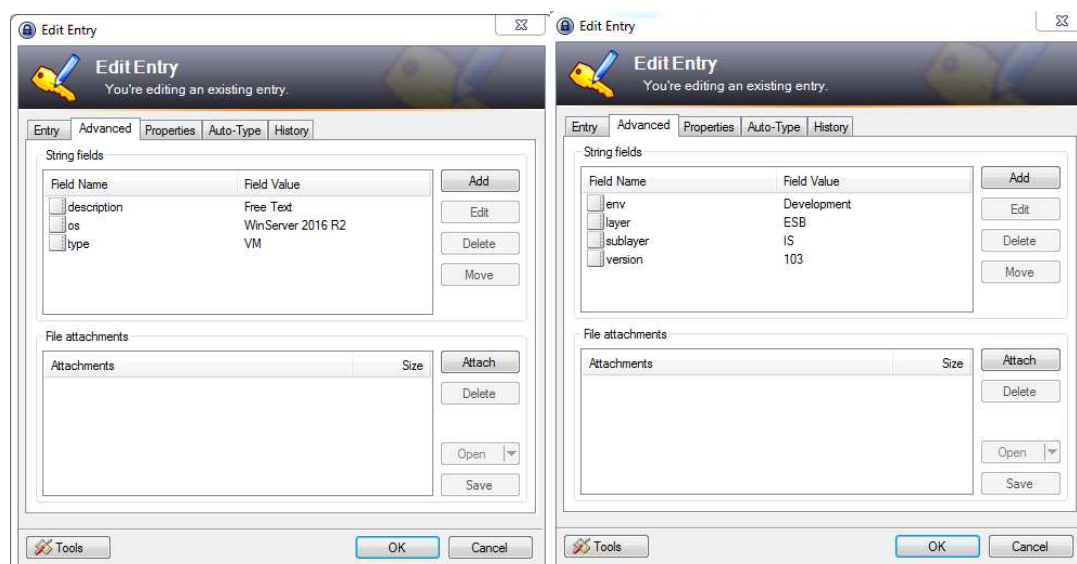 Edit Entry
Edit Entry
You're editing an existing entry.
Entry Advanced Properties Auto-Type History
String fields
Field Name Field Value
description Free Text
os WinServer 2016 R2
type VM
Add
Edit
Delete
Move
File attachments
Attachments Size
Attach
Delete
Open
Save
Tools OK Cancel
Edit Entry
Edit Entry
You're editing an existing entry.
Entry Advanced Properties Auto-Type History
String fields
Field Name Field Value
env Development
layer ESB
sublayer IS
version 103
Add
Edit
Delete
Move
File attachments
Attachments Size
Attach
Delete
Open
Save
Tools OK Cancel